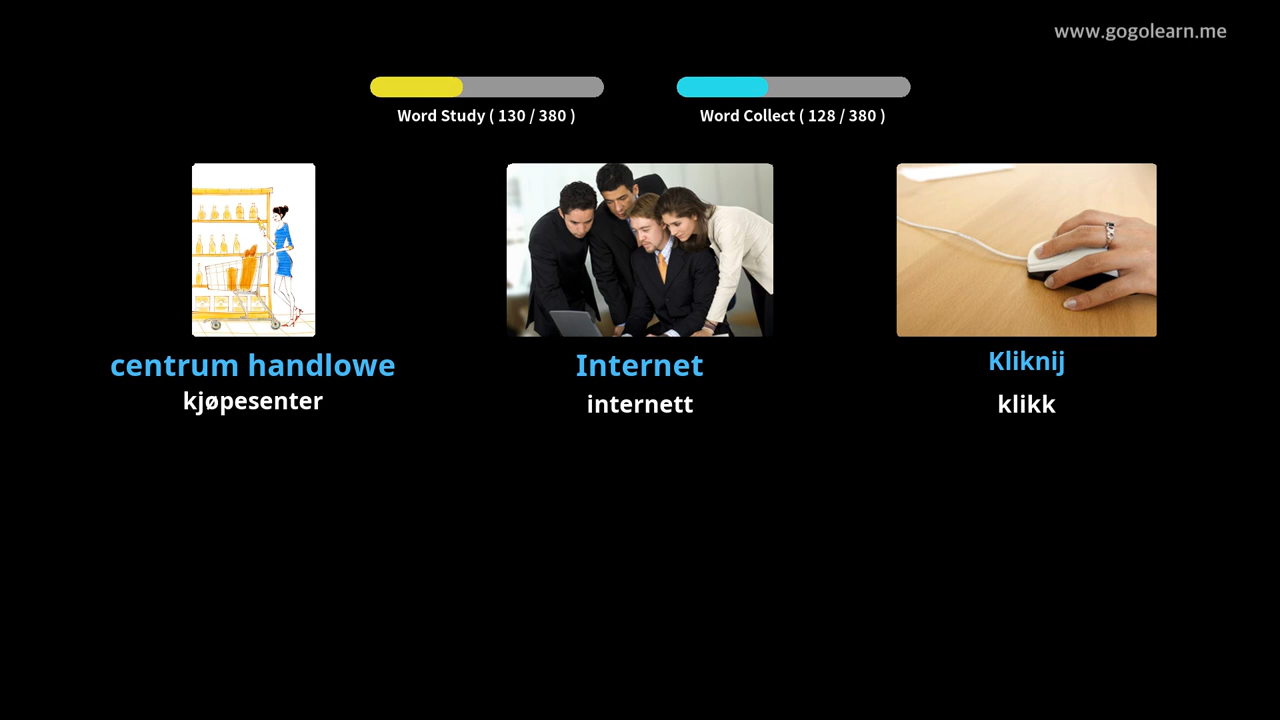 www.gogolearn.me
Word Study ( 130 / 380 )
Word Collect ( 128 / 380 )
centrum handlowe
kjøpesenter
Internet
internett
Kliknij
klikk